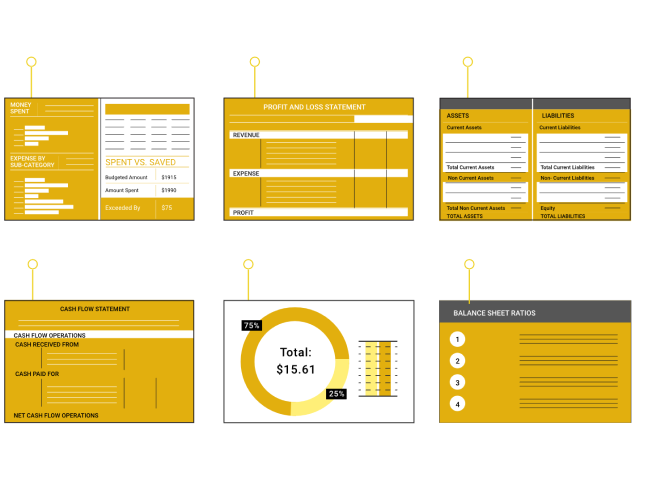 MONEY
SPENT
EXPENSE BY
SUB-CATEGORY
SPENT VS. SAVED
Budgeted Amount $1915
Amount Spent $1990
Exceeded By $75
PROFIT AND LOSS STATEMENT
REVENUE
EXPENSE
PROFIT
ASSETS
Current Assets
Total Current Assets
Non Current Assets
Total Non Current Assets
TOTAL ASSETS
LIABILITIES
Current Liabilities
Total Current Liabilities
Non- Current Liabilities
Equity
TOTAL LIABILITIES
CASH FLOW STATEMENT
CASH FLOW OPERATIONS
CASH RECEIVED FROM
CASH PAID FOR
NET CASH FLOW OPERATIONS
75%
Total:
$15.61
25%
BALANCE SHEET RATIOS
1
2
3
4